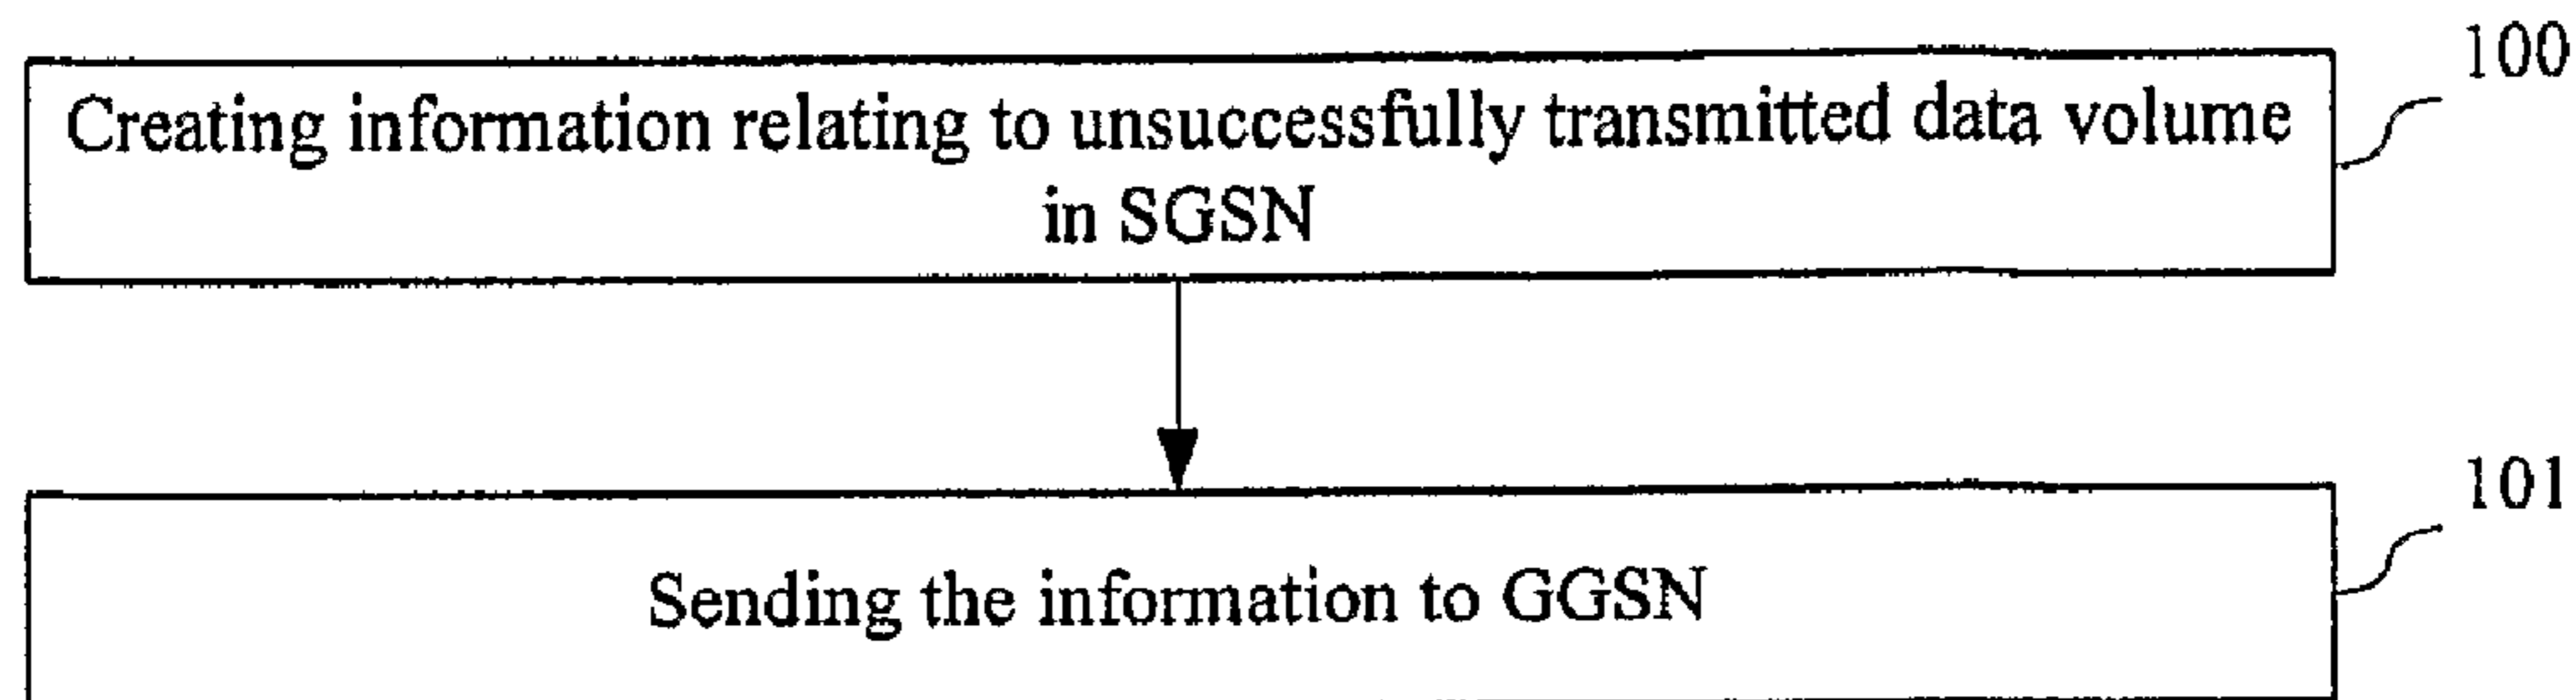 100
Creating information relating to unsuccessfully transmitted data volume
in SGSN
101
Sending the information to GGSN